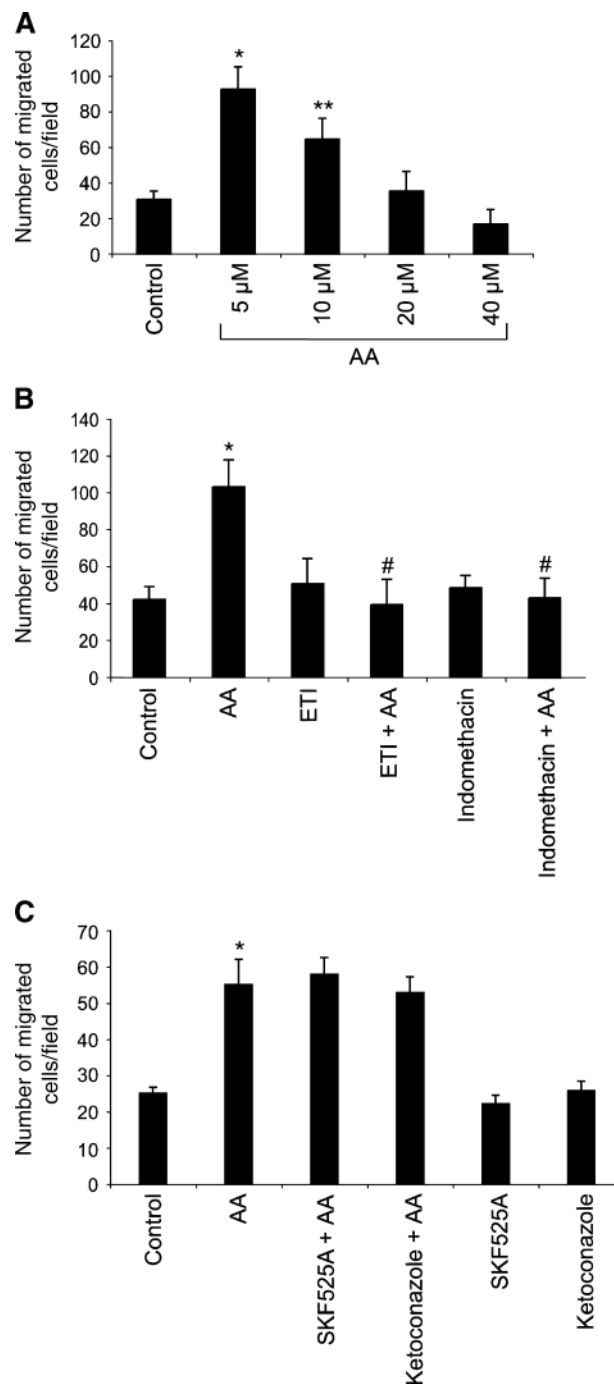 A
Number of migrated
cells/field
120
100
80
60
40
20
0
*
**
Control
5 µM
10 µM
20 µM
40 µM
AA
B
Number of migrated
cells/field
140
120
100
80
60
40
20
0
*
#
#
Control
AA
ETI
ETI + AA
Indomethacin
Indomethacin + AA
C
Number of migrated
cells/field
70
60
50
40
30
20
10
0
*
Control
AA
SKF525A + AA
Ketoconazole + AA
SKF525A
Ketoconazole